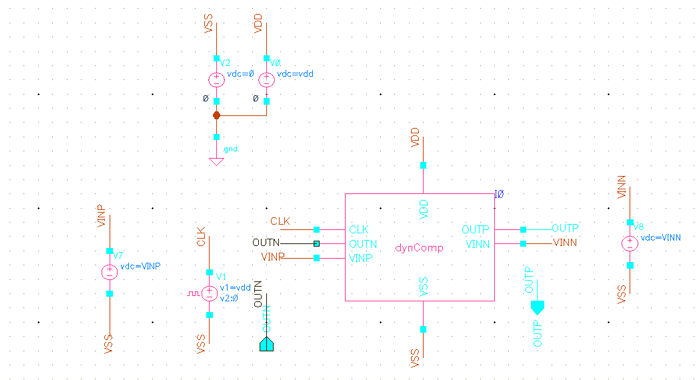 VSS
VDD
V2
vdc=0
V0
vdc=vdd
0
0
gnd
VDD
I0
VDD
CLK
CLK
OUTN
OUTN
VINP
VINP
dynComp
OUTP
OUTP
VINN
VINN
VSS
VSS
VINP
V7
vdc=VINP
VSS
CLK
V1
v1=vdd
v2:0
VSS
OUTN
OUTN
OUTP
OUTP
VINN
V8
vdc=VINN
VSS